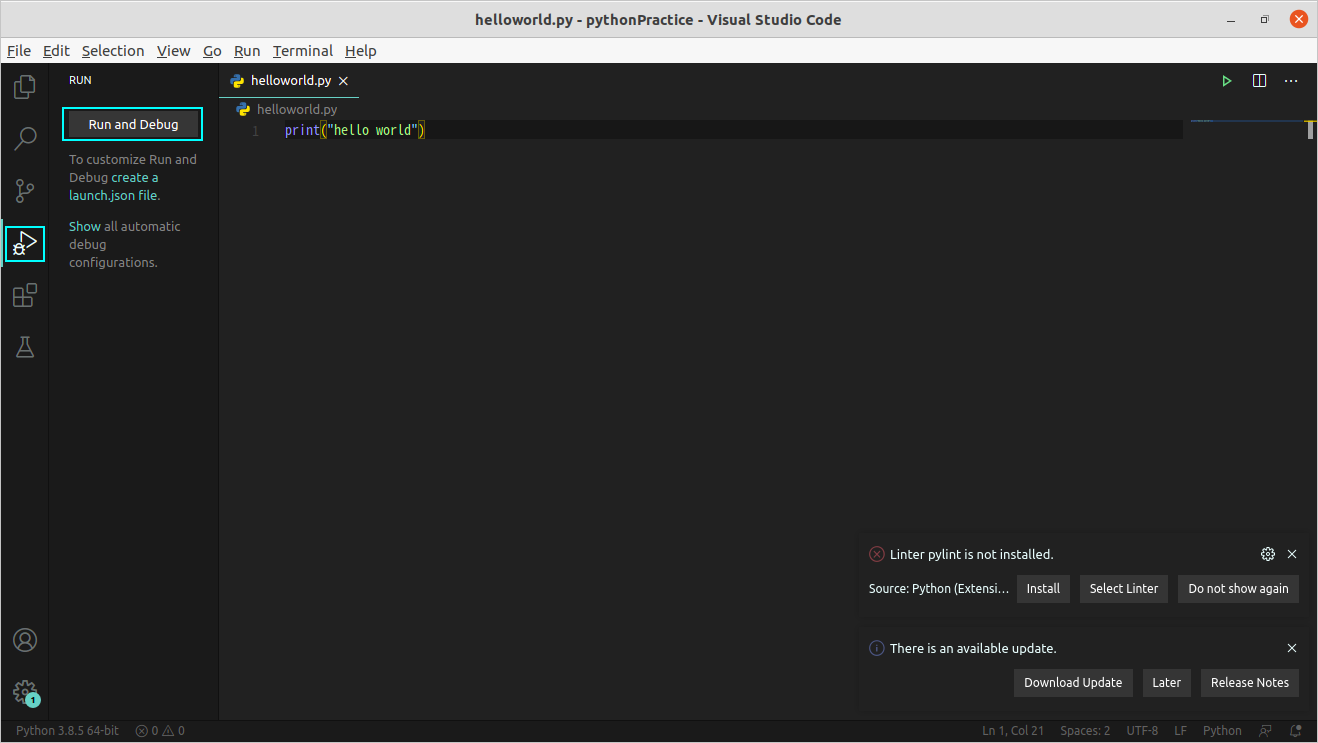 helloworld.py - pythonPractice - Visual Studio Code
File Edit Selection View Go Run Terminal Help
RUN
helloworld.py
Run and Debug
To customize Run and
Debug create a
launch.json file.
Show all automatic
debug
configurations.
helloworld.py
1 print("hello world")
Linter pylint is not installed.
Source: Python (Extensi... Install Select Linter Do not show again
There is an available update.
Download Update Later Release Notes
1
Python 3.8.5 64-bit 0 0 Ln 1, Col 21 Spaces: 2 UTF-8 LF Python